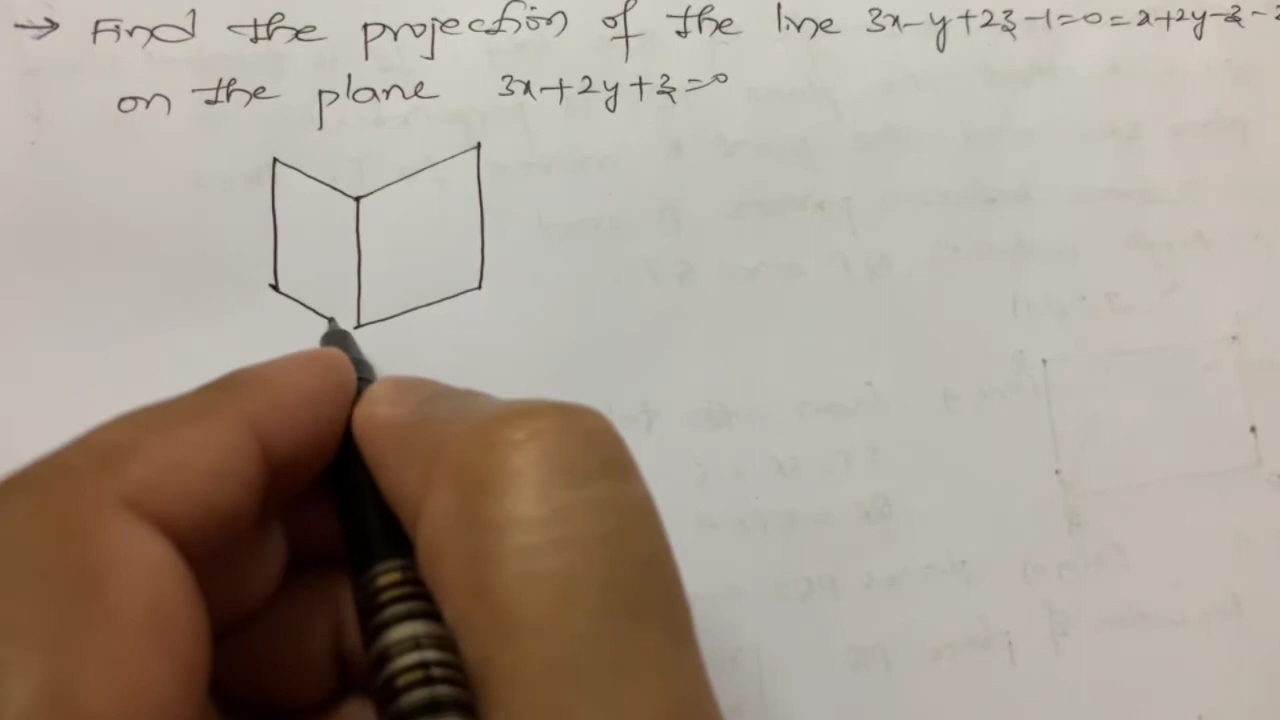 → Find the projection of the line 3x-y+2z-1=0=x+2y-z-
on the plane 3x+2y+z=0